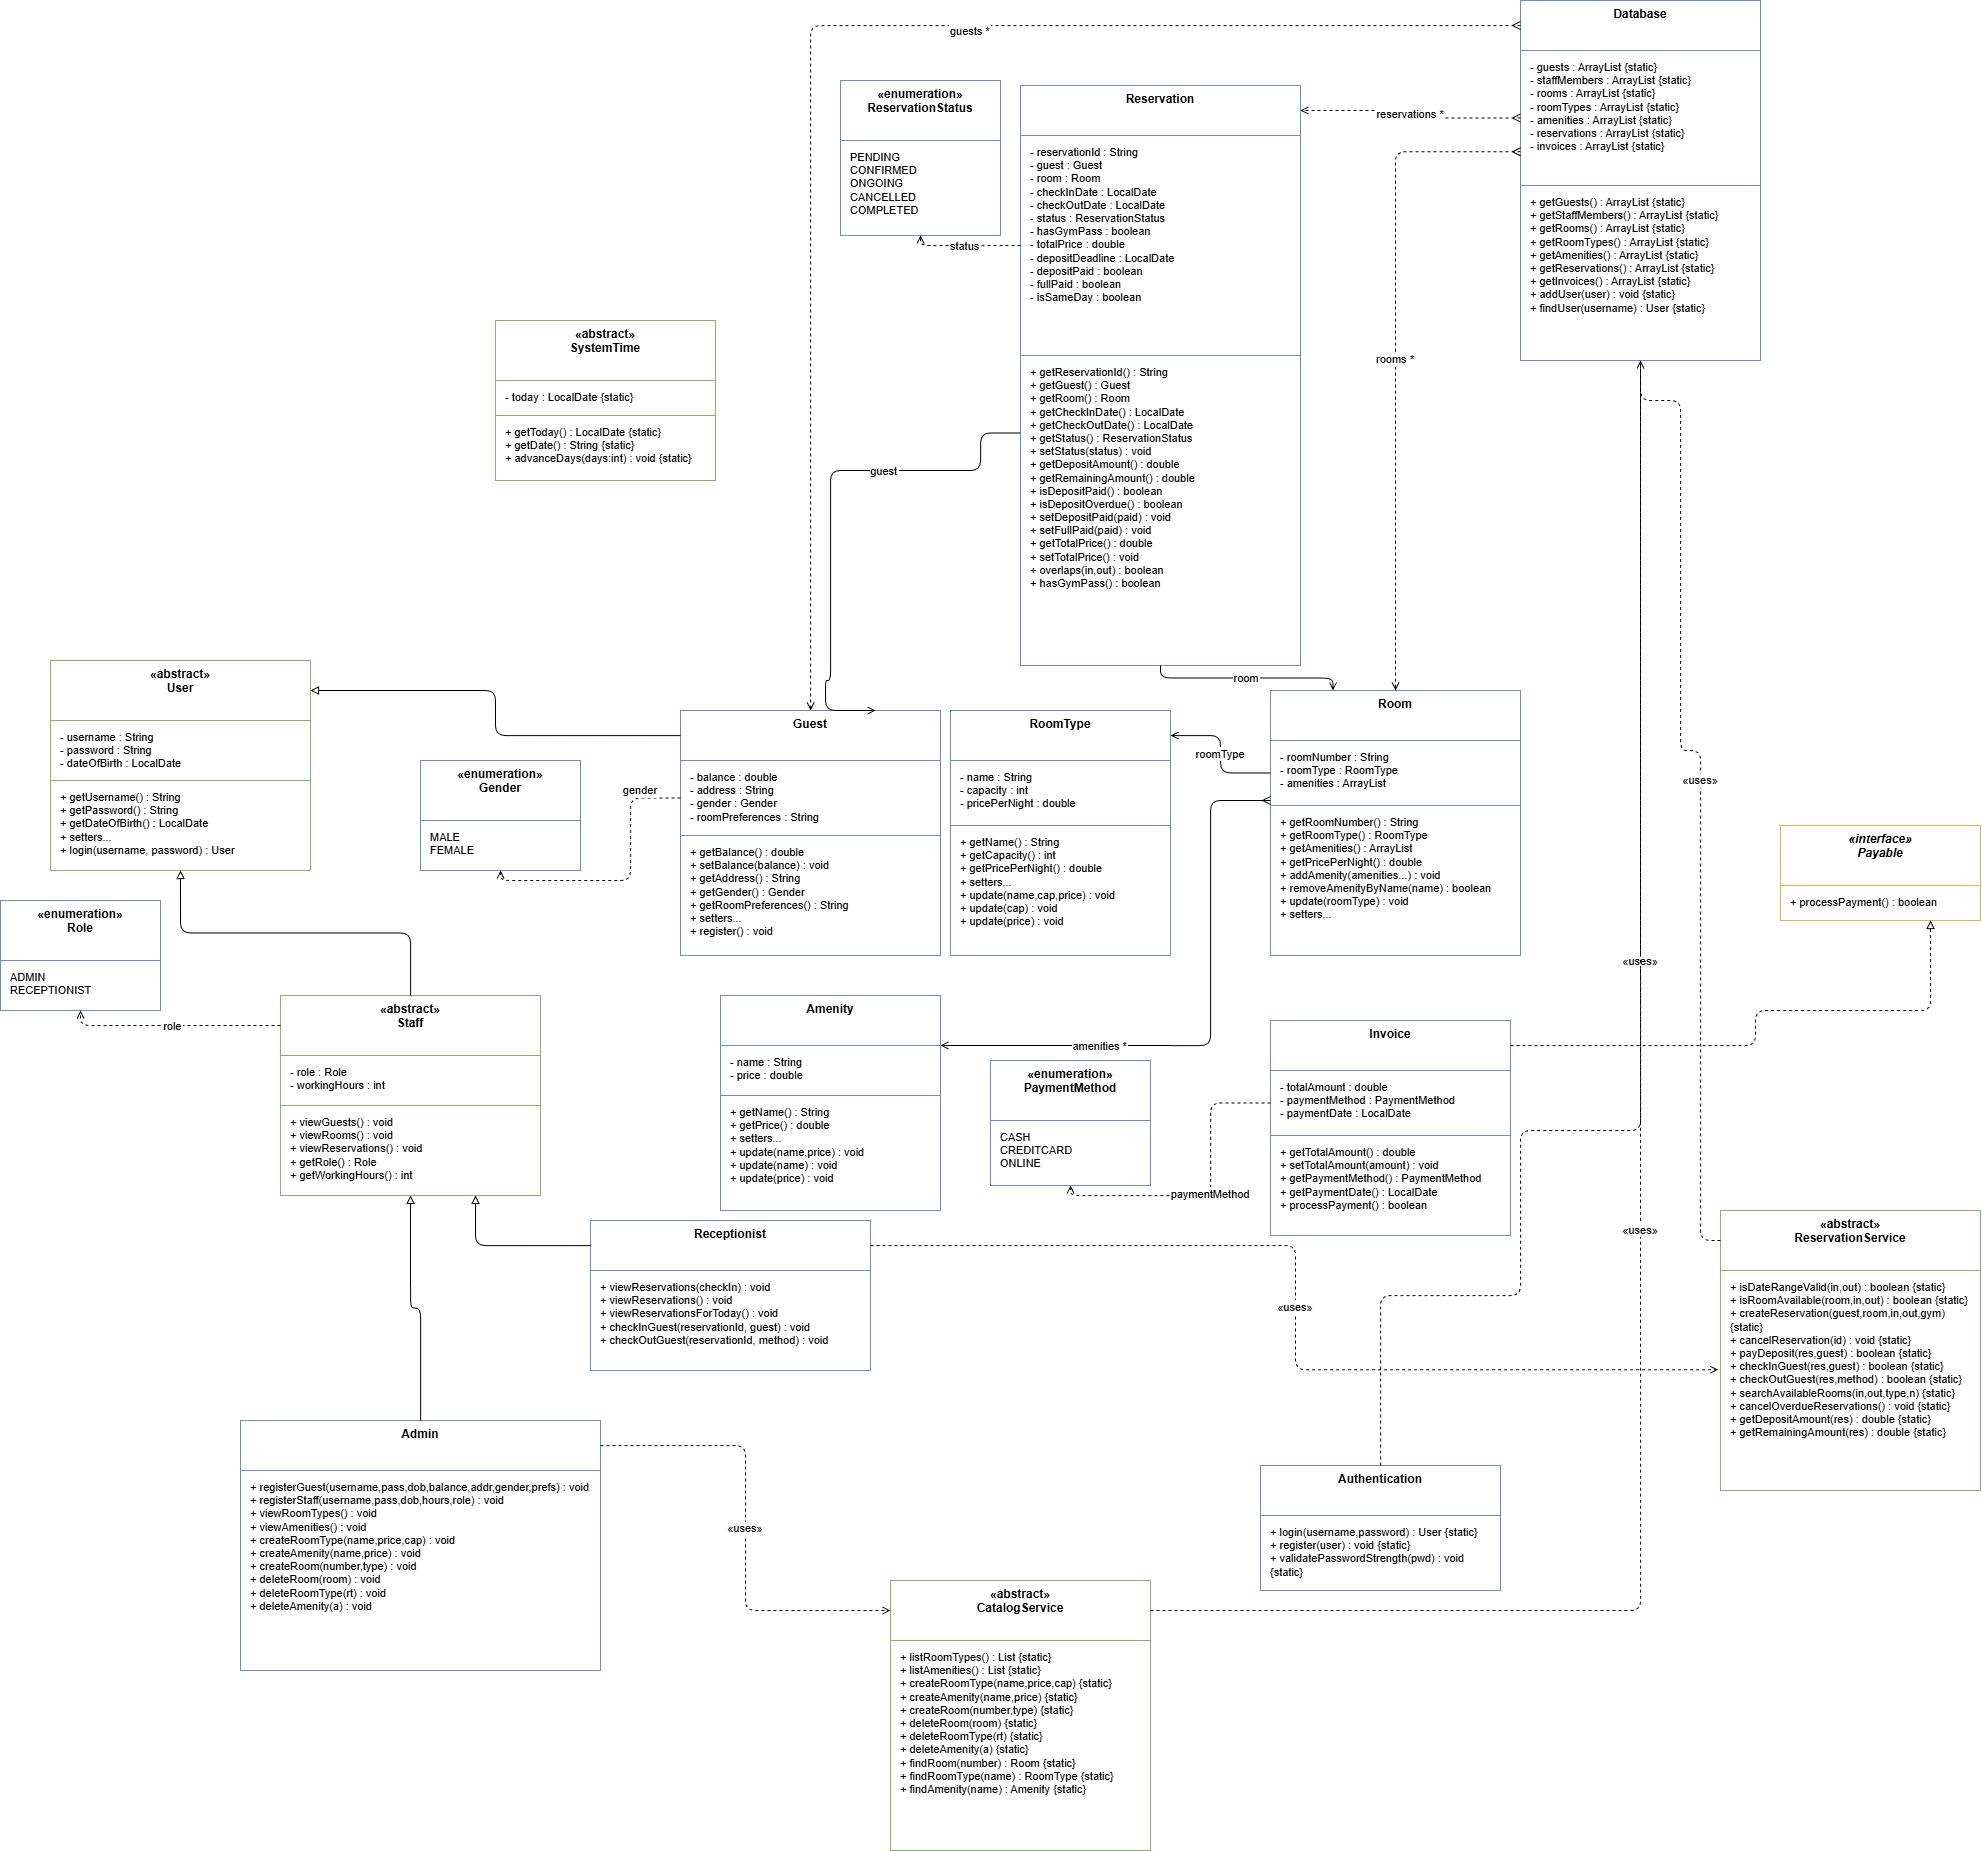 Database
- guests : ArrayList {static}
- staffMembers : ArrayList {static}
- rooms : ArrayList {static}
- roomTypes : ArrayList {static}
- amenities : ArrayList {static}
- reservations : ArrayList {static}
- invoices : ArrayList {static}
+ getGuests() : ArrayList {static}
+ getStaffMembers() : ArrayList {static}
+ getRooms() : ArrayList {static}
+ getRoomTypes() : ArrayList {static}
+ getAmenities() : ArrayList {static}
+ getReservations() : ArrayList {static}
+ getInvoices() : ArrayList {static}
+ addUser(user) : void {static}
+ findUser(username) : User {static}
guests *
reservations *
rooms *
«enumeration»
ReservationStatus
PENDING
CONFIRMED
ONGOING
CANCELLED
COMPLETED
status
Reservation
- reservationId : String
- guest : Guest
- room : Room
- checkInDate : LocalDate
- checkOutDate : LocalDate
- status : ReservationStatus
- hasGymPass : boolean
- totalPrice : double
- depositDeadline : LocalDate
- depositPaid : boolean
- fullPaid : boolean
- isSameDay : boolean
+ getReservationId() : String
+ getGuest() : Guest
+ getRoom() : Room
+ getCheckInDate() : LocalDate
+ getCheckOutDate() : LocalDate
+ getStatus() : ReservationStatus
+ setStatus(status) : void
+ getDepositAmount() : double
+ getRemainingAmount() : double
+ isDepositPaid() : boolean
+ isDepositOverdue() : boolean
+ setDepositPaid(paid) : void
+ setFullPaid(paid) : void
+ getTotalPrice() : double
+ setTotalPrice() : void
+ overlaps(in,out) : boolean
+ hasGymPass() : boolean
«abstract»
SystemTime
- today : LocalDate {static}
+ getToday() : LocalDate {static}
+ getDate() : String {static}
+ advanceDays(days:int) : void {static}
guest
room
«abstract»
User
- username : String
- password : String
- dateOfBirth : LocalDate
+ getUsername() : String
+ getPassword() : String
+ getDateOfBirth() : LocalDate
+ setters...
+ login(username, password) : User
«enumeration»
Gender
MALE
FEMALE
gender
Guest
- balance : double
- address : String
- gender : Gender
- roomPreferences : String
+ getBalance() : double
+ setBalance(balance) : void
+ getAddress() : String
+ getGender() : Gender
+ getRoomPreferences() : String
+ setters...
+ register() : void
RoomType
- name : String
- capacity : int
- pricePerNight : double
+ getName() : String
+ getCapacity() : int
+ getPricePerNight() : double
+ setters...
+ update(name,cap,price) : void
+ update(cap) : void
+ update(price) : void
roomType
Room
- roomNumber : String
- roomType : RoomType
- amenities : ArrayList
+ getRoomNumber() : String
+ getRoomType() : RoomType
+ getAmenities() : ArrayList
+ getPricePerNight() : double
+ addAmenity(amenities...) : void
+ removeAmenityByName(name) : boolean
+ update(roomType) : void
+ setters...
«uses»
«interface»
Payable
+ processPayment() : boolean
«enumeration»
Role
ADMIN
RECEPTIONIST
role
«abstract»
Staff
- role : Role
- workingHours : int
+ viewGuests() : void
+ viewRooms() : void
+ viewReservations() : void
+ getRole() : Role
+ getWorkingHours() : int
Amenity
- name : String
- price : double
+ getName() : String
+ getPrice() : double
+ setters...
+ update(name,price) : void
+ update(name) : void
+ update(price) : void
amenities *
«enumeration»
PaymentMethod
CASH
CREDITCARD
ONLINE
paymentMethod
Invoice
- totalAmount : double
- paymentMethod : PaymentMethod
- paymentDate : LocalDate
+ getTotalAmount() : double
+ setTotalAmount(amount) : void
+ getPaymentMethod() : PaymentMethod
+ getPaymentDate() : LocalDate
+ processPayment() : boolean
«uses»
«uses»
«abstract»
ReservationService
+ isDateRangeValid(in,out) : boolean {static}
+ isRoomAvailable(room,in,out) : boolean {static}
+ createReservation(guest,room,in,out,gym)
{static}
+ cancelReservation(id) : void {static}
+ payDeposit(res,guest) : boolean {static}
+ checkInGuest(res,guest) : boolean {static}
+ checkOutGuest(res,method) : boolean {static}
+ searchAvailableRooms(in,out,type,n) {static}
+ cancelOverdueReservations() : void {static}
+ getDepositAmount(res) : double {static}
+ getRemainingAmount(res) : double {static}
Receptionist
+ viewReservations(checkIn) : void
+ viewReservations() : void
+ viewReservationsForToday() : void
+ checkInGuest(reservationId, guest) : void
+ checkOutGuest(reservationId, method) : void
«uses»
Admin
+ registerGuest(username,pass,dob,balance,addr,gender,prefs) : void
+ registerStaff(username,pass,dob,hours,role) : void
+ viewRoomTypes() : void
+ viewAmenities() : void
+ createRoomType(name,price,cap) : void
+ createAmenity(name,price) : void
+ createRoom(number,type) : void
+ deleteRoom(room) : void
+ deleteRoomType(rt) : void
+ deleteAmenity(a) : void
«uses»
Authentication
+ login(username,password) : User {static}
+ register(user) : void {static}
+ validatePasswordStrength(pwd) : void
{static}
«abstract»
CatalogService
+ listRoomTypes() : List {static}
+ listAmenities() : List {static}
+ createRoomType(name,price,cap) {static}
+ createAmenity(name,price) {static}
+ createRoom(number,type) {static}
+ deleteRoom(room) {static}
+ deleteRoomType(rt) {static}
+ deleteAmenity(a) {static}
+ findRoom(number) : Room {static}
+ findRoomType(name) : RoomType {static}
+ findAmenity(name) : Amenity {static}